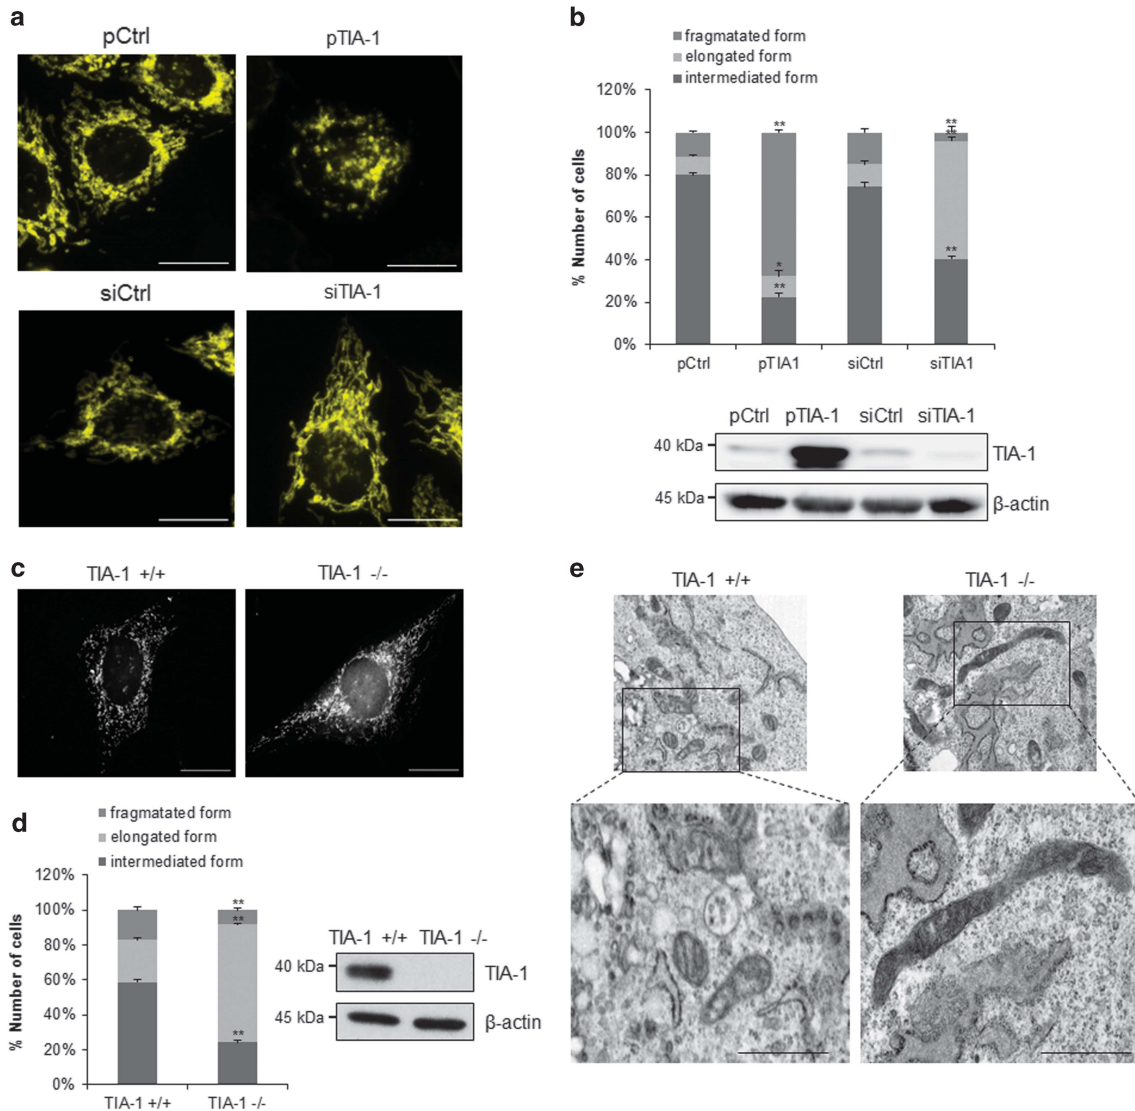 a
pCtrl
pTIA-1
siCtrl
siTIA-1
b
fragmatated form
elongated form
intermediated form
120%
100%
80%
60%
40%
20%
0%
% Number of cells
**
*
**
**
**
**
pCtrl pTIA1 siCtrl siTIA1
pCtrl pTIA-1 siCtrl siTIA-1
40 kDa
TIA-1
45 kDa
β-actin
c
TIA-1 +/+
TIA-1 -/-
d
fragmatated form
elongated form
intermediated form
120%
100%
80%
60%
40%
20%
0%
% Number of cells
**
**
**
TIA-1 +/+ TIA-1 -/-
TIA-1 +/+ TIA-1 -/-
40 kDa
TIA-1
45 kDa
β-actin
e
TIA-1 +/+
TIA-1 -/-